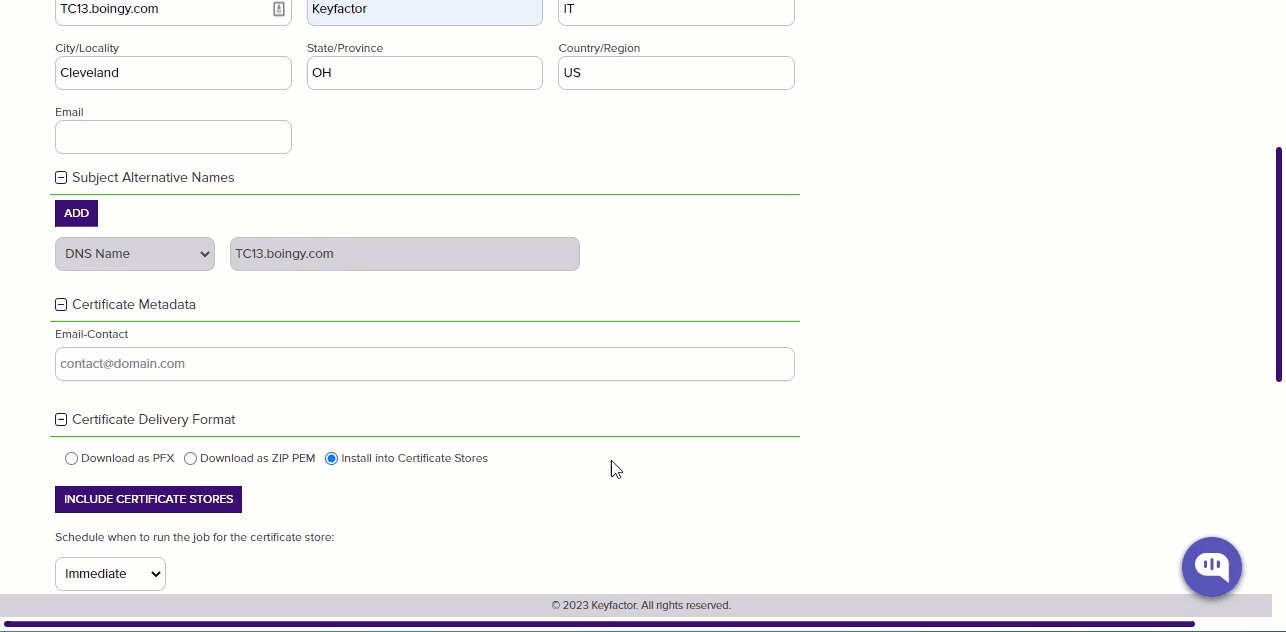 TC13.boingy.com Keyfactor IT
City/Locality State/Province Country/Region
Cleveland OH US
Email
Subject Alternative Names
ADD
DNS Name TC13.boingy.com
Certificate Metadata
Email-Contact
contact@domain.com
Certificate Delivery Format
Download as PFX Download as ZIP PEM Install into Certificate Stores
INCLUDE CERTIFICATE STORES
Schedule when to run the job for the certificate store:
Immediate
© 2023 Keyfactor. All rights reserved.